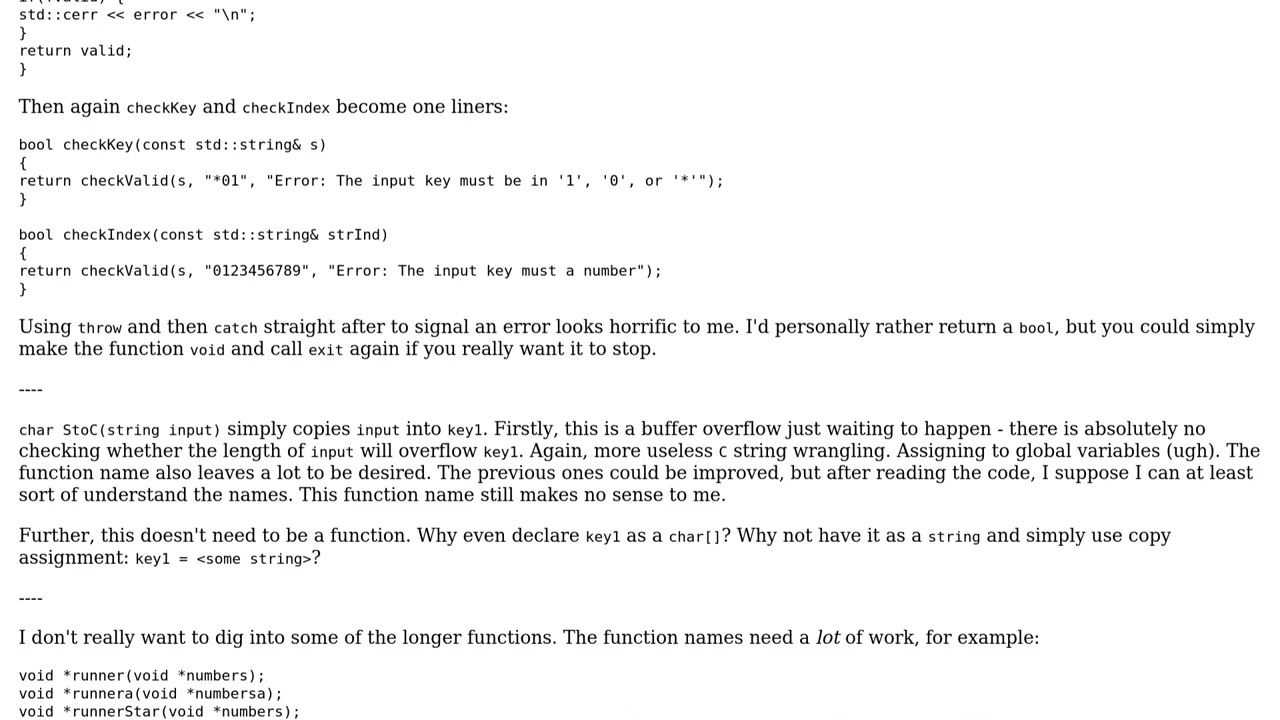 std::cerr << error << "\n";
}
return valid;
}
Then again checkKey and checkIndex become one liners:
bool checkKey(const std::string& s)
{
return checkValid(s, "*01", "Error: The input key must be in '1', '0', or '*'");
}
bool checkIndex(const std::string& strInd)
{
return checkValid(s, "0123456789", "Error: The input key must a number");
}
Using throw and then catch straight after to signal an error looks horrific to me. I'd personally rather return a bool, but you could simply
make the function void and call exit again if you really want it to stop.
----
char StoC(string input) simply copies input into key1. Firstly, this is a buffer overflow just waiting to happen - there is absolutely no
checking whether the length of input will overflow key1. Again, more useless C string wrangling. Assigning to global variables (ugh). The
function name also leaves a lot to be desired. The previous ones could be improved, but after reading the code, I suppose I can at least
sort of understand the names. This function name still makes no sense to me.
Further, this doesn't need to be a function. Why even declare key1 as a char[]? Why not have it as a string and simply use copy
assignment: key1 = <some string>?
----
I don't really want to dig into some of the longer functions. The function names need a lot of work, for example:
void *runner(void *numbers);
void *runnera(void *numbersa);
void *runnerStar(void *numbers);